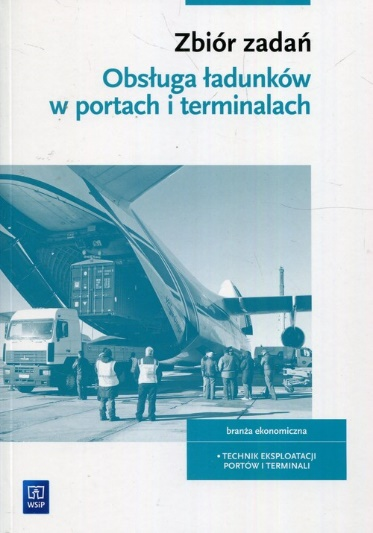 Zbiór zadań
Obsługa ładunków
w portach i terminalach
branża ekonomiczna
• TECHNIK EKSPLOATACJI
PORTÓW I TERMINALI
WSiP